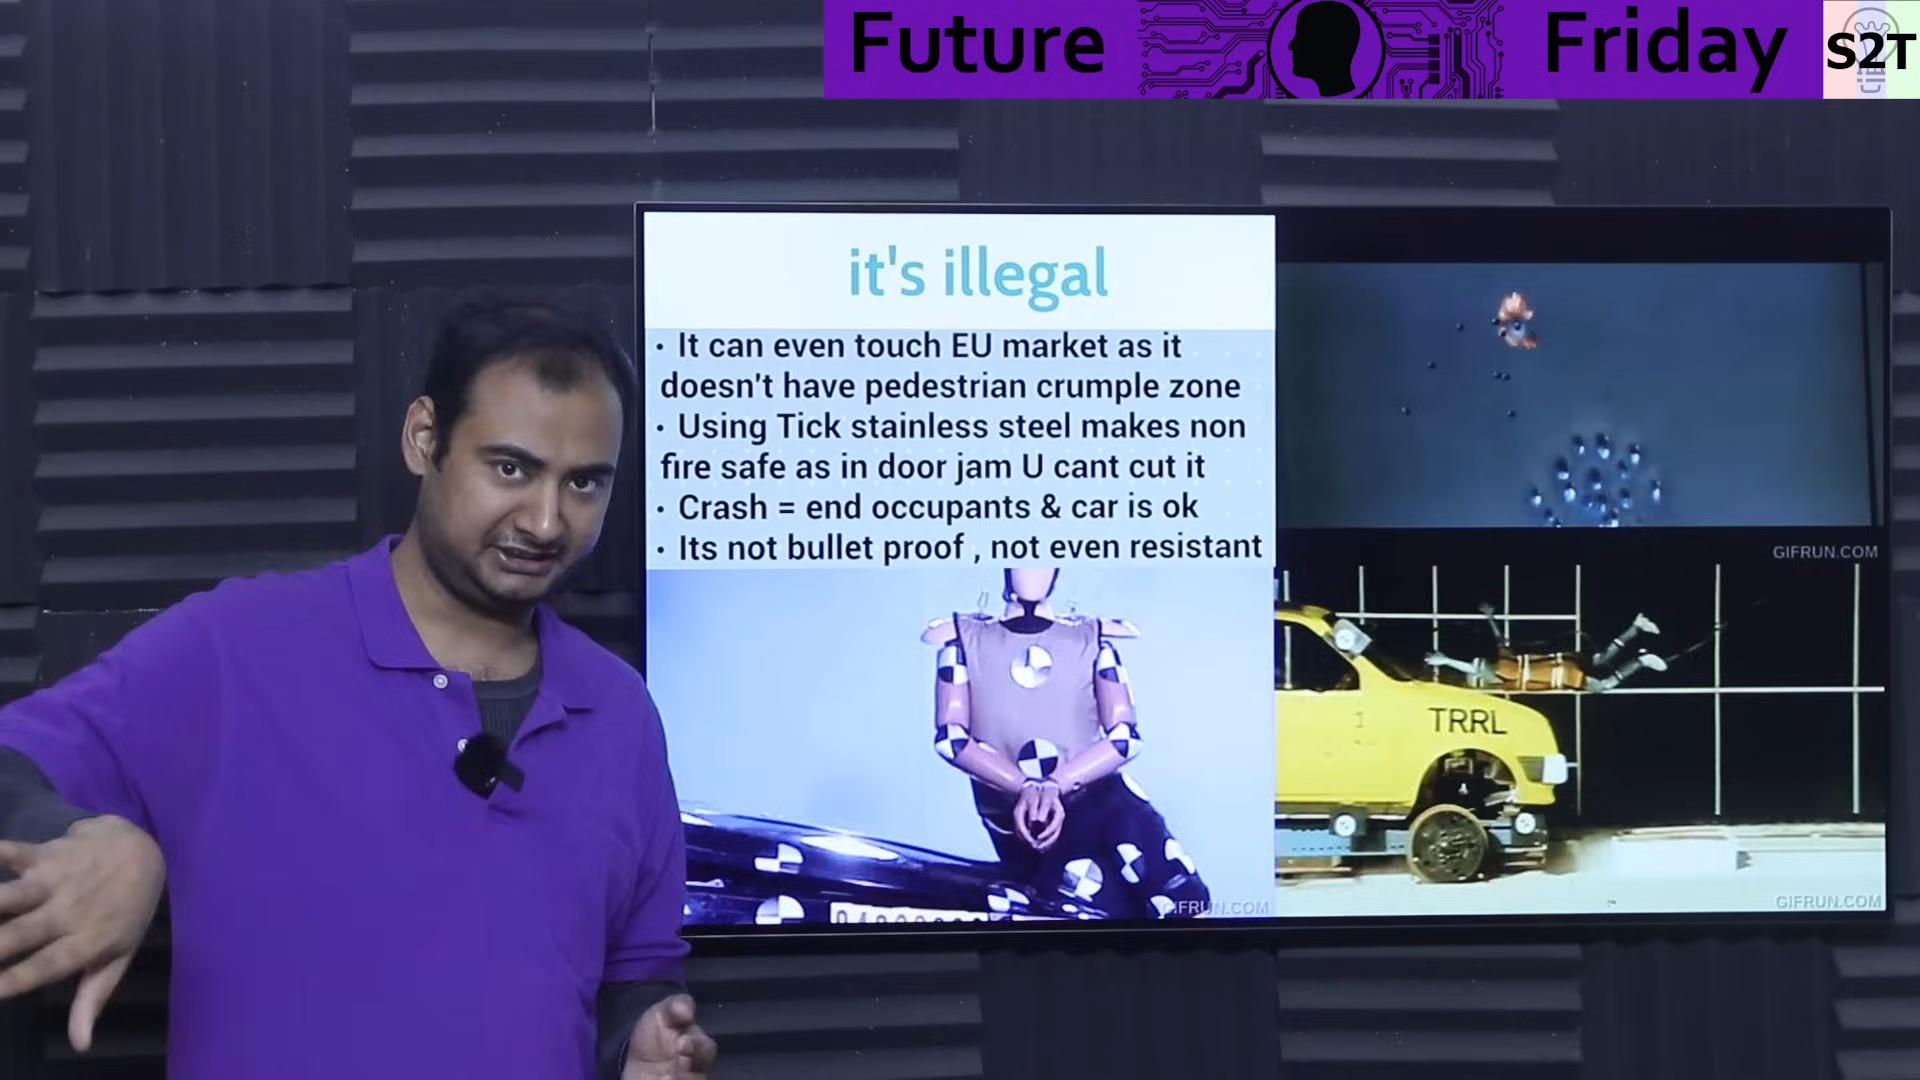 Future Friday
S2T
it's illegal
• It can even touch EU market as it
doesn't have pedestrian crumple zone
• Using Tick stainless steel makes non
fire safe as in door jam U cant cut it
• Crash = end occupants & car is ok
• Its not bullet proof , not even resistant
GIFRUN.COM
TRRL
GIFRUN.COM
GIFRUN.COM